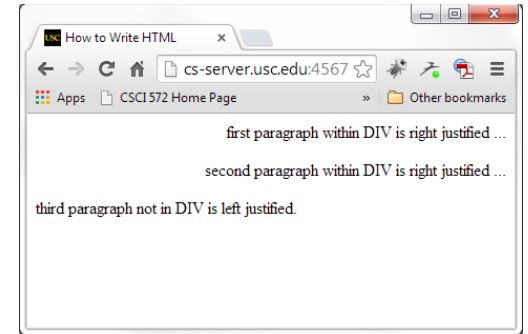 USC How to Write HTML
cs-server.usc.edu:4567
Apps CSCI 572 Home Page » Other bookmarks
first paragraph within DIV is right justified ...
second paragraph within DIV is right justified ...
third paragraph not in DIV is left justified.